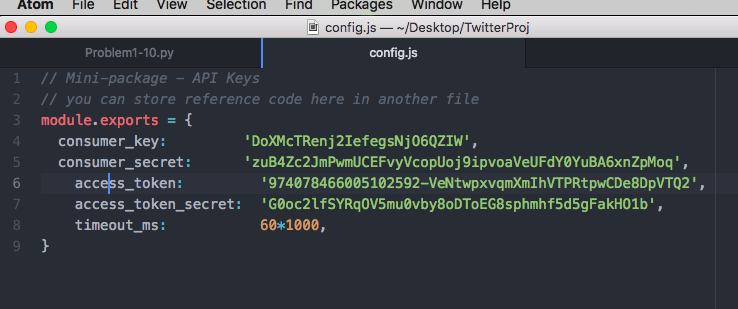 Atom File Edit View Selection Find Packages Window Help
config.js — ~/Desktop/TwitterProj
Problem1-10.py config.js
1 // Mini-package - API Keys
2 // you can store reference code here in another file
3 module.exports = {
4 consumer_key: 'DoXMcTRenj2IefegsNjO6QZIW',
5 consumer_secret: 'zuB4Zc2JmPwmUCEFvyVcopUoj9ipvoaVeUFdY0YuBA6xnZpMoq',
6 access_token: '974078466005102592-VeNtwpxvqmXmIhVTPRtpwCDe8DpVTQ2',
7 access_token_secret: 'G0oc2lfSYRqOV5mu0vby8oDToEG8sphmhf5d5gFakHO1b',
8 timeout_ms: 60*1000,
9 }